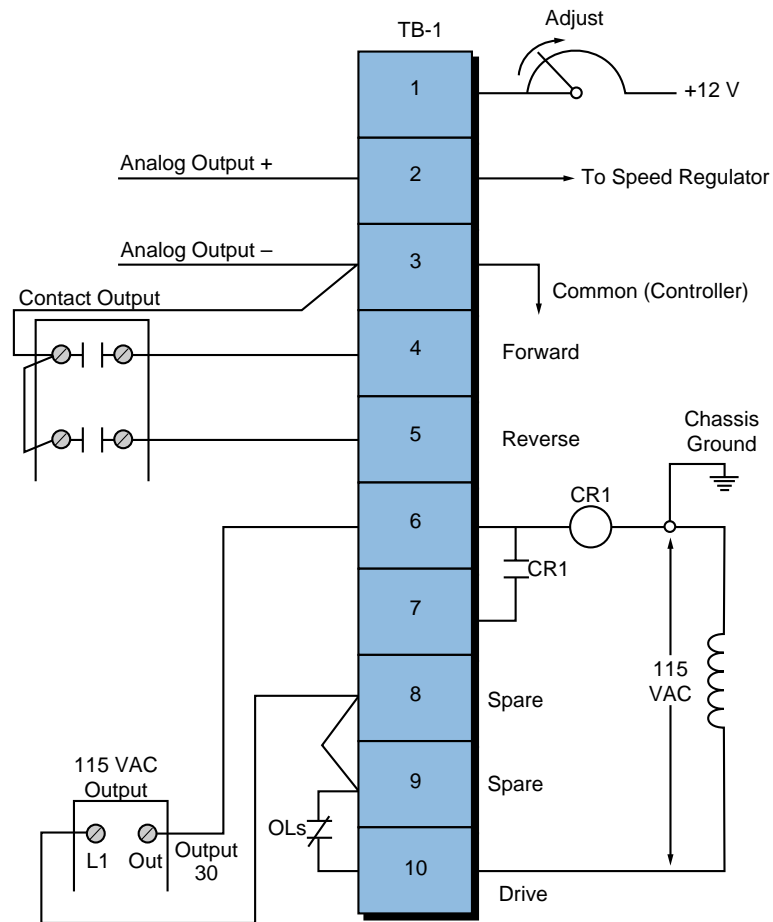 TB-1
Adjust
1
+12 V
Analog Output +
2
To Speed Regulator
Analog Output –
3
Common (Controller)
Contact Output
4
Forward
5
Reverse
Chassis
Ground
6
CR1
CR1
7
115
VAC
8
Spare
9
Spare
115 VAC
Output
OLs
L1
Out
Output
30
10
Drive